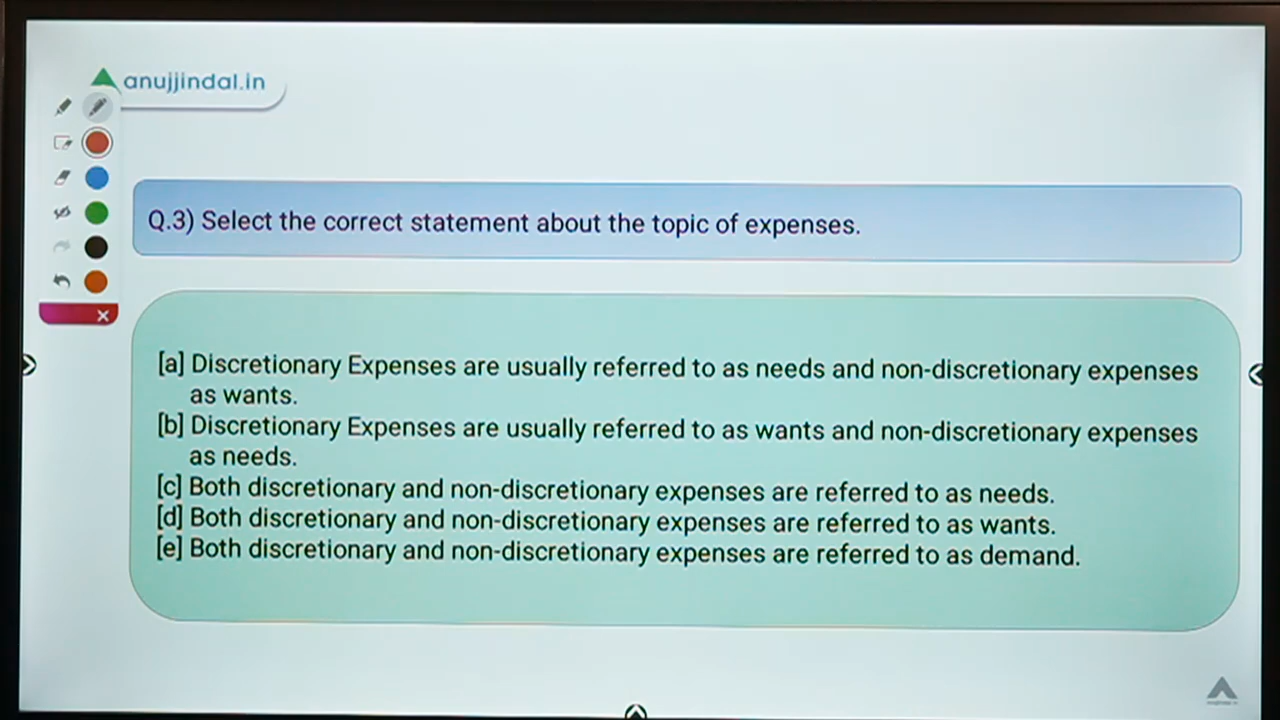 anujjindal.in
Q.3) Select the correct statement about the topic of expenses.
[a] Discretionary Expenses are usually referred to as needs and non-discretionary expenses
as wants.
[b] Discretionary Expenses are usually referred to as wants and non-discretionary expenses
as needs.
[c] Both discretionary and non-discretionary expenses are referred to as needs.
[d] Both discretionary and non-discretionary expenses are referred to as wants.
[e] Both discretionary and non-discretionary expenses are referred to as demand.